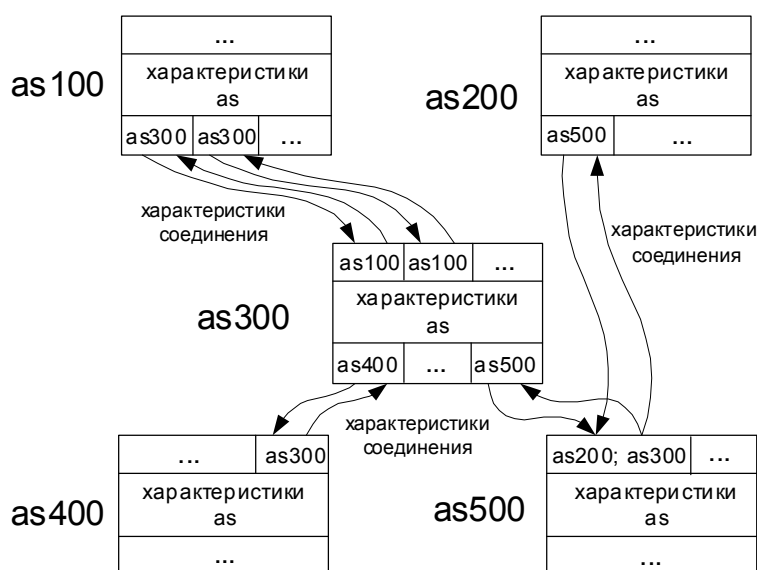 ...
характеристики
as
as300 as300 ...
as100
...
характеристики
as
as500 ...
as200
характеристики
соединения
характеристики
соединения
as100 as100 ...
характеристики
as
as400 ... as500
as300
характеристики
соединения
... as300
характеристики
as
...
as400
as200; as300 ...
характеристики
as
...
as500